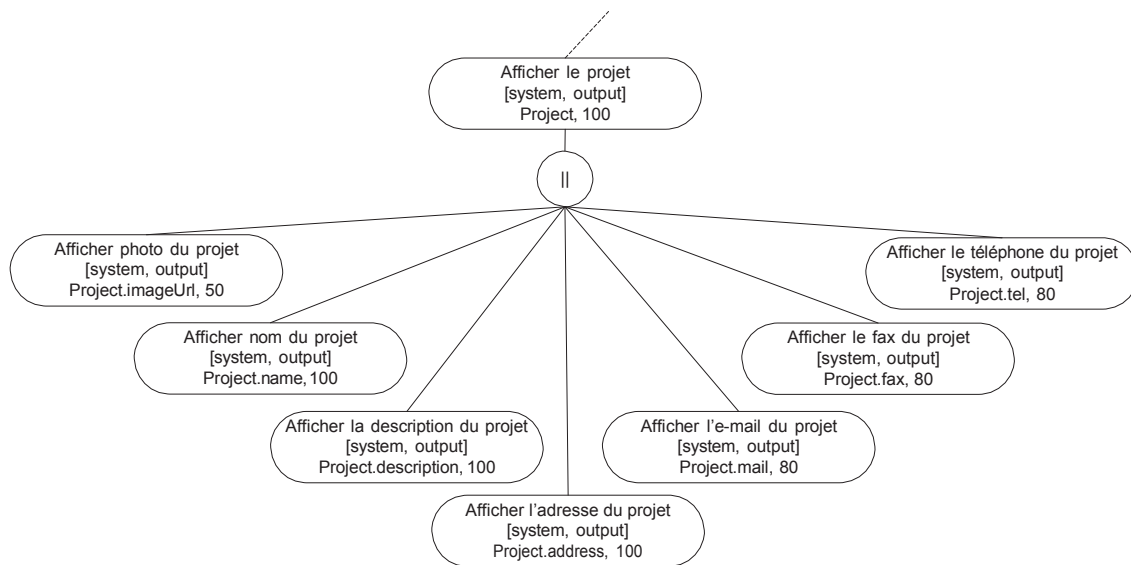 Afficher le projet
[system, output]
Project, 100
||
Afficher photo du projet
[system, output]
Project.imageUrl, 50
Afficher le téléphone du projet
[system, output]
Project.tel, 80
Afficher nom du projet
[system, output]
Project.name, 100
Afficher le fax du projet
[system, output]
Project.fax, 80
Afficher la description du projet
[system, output]
Project.description, 100
Afficher l'e-mail du projet
[system, output]
Project.mail, 80
Afficher l'adresse du projet
[system, output]
Project.address, 100